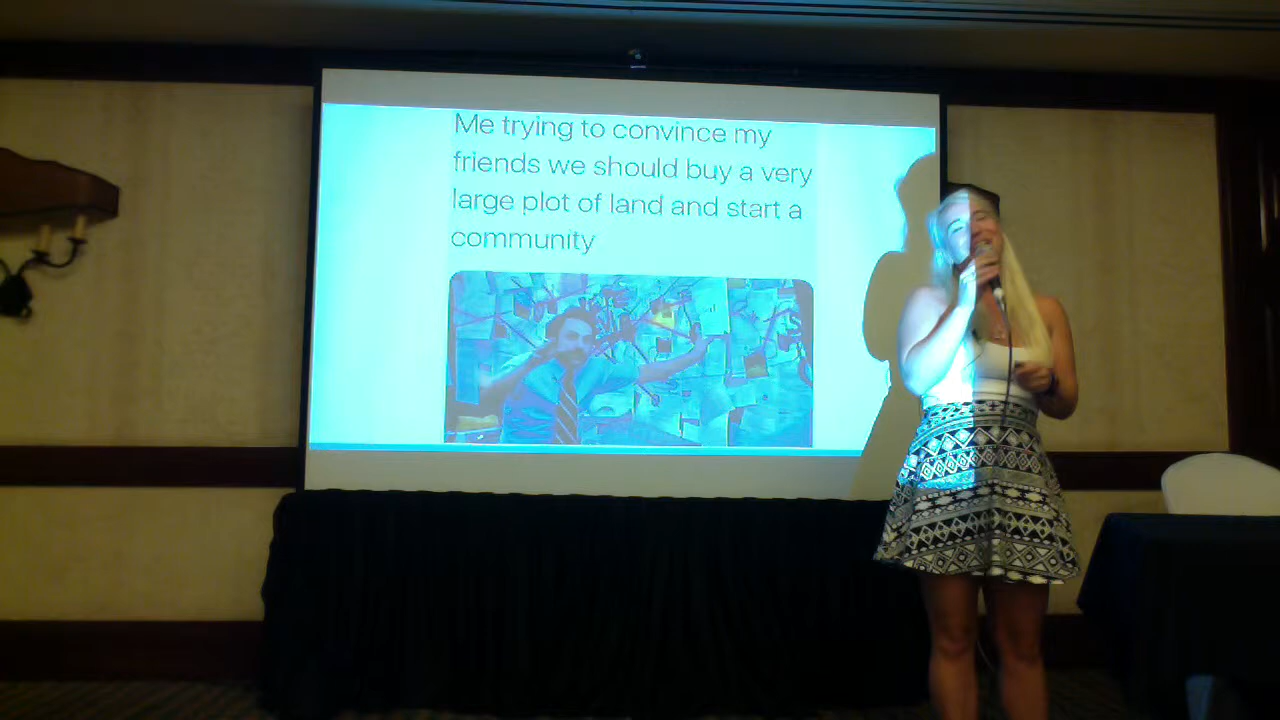 Me trying to convince my
friends we should buy a very
large plot of land and start a
community